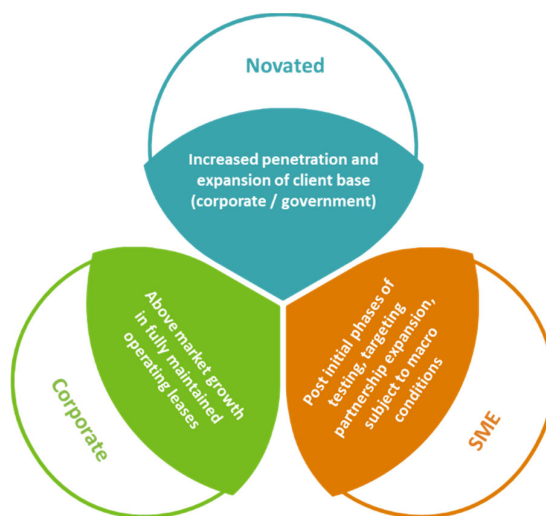 Novated
Increased penetration and
expansion of client base
(corporate / government)
Above market growth
in fully maintained
operating leases
Corporate
Post initial phases of
testing, targeting
partnership expansion,
subject to macro
conditions
SME